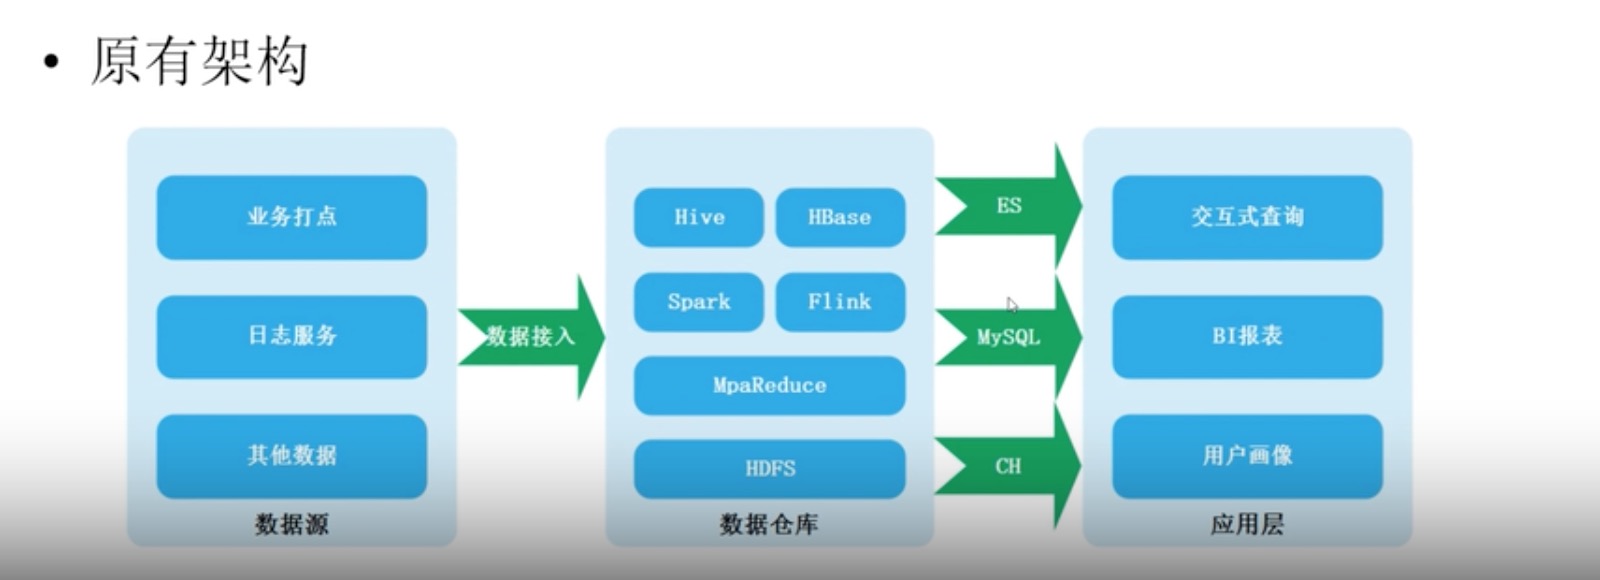 • 原有架构
业务打点
日志服务
其他数据
数据源
数据接入
Hive
HBase
Spark
Flink
MpaReduce
HDFS
数据仓库
ES
MySQL
CH
交互式查询
BI报表
用户画像
应用层